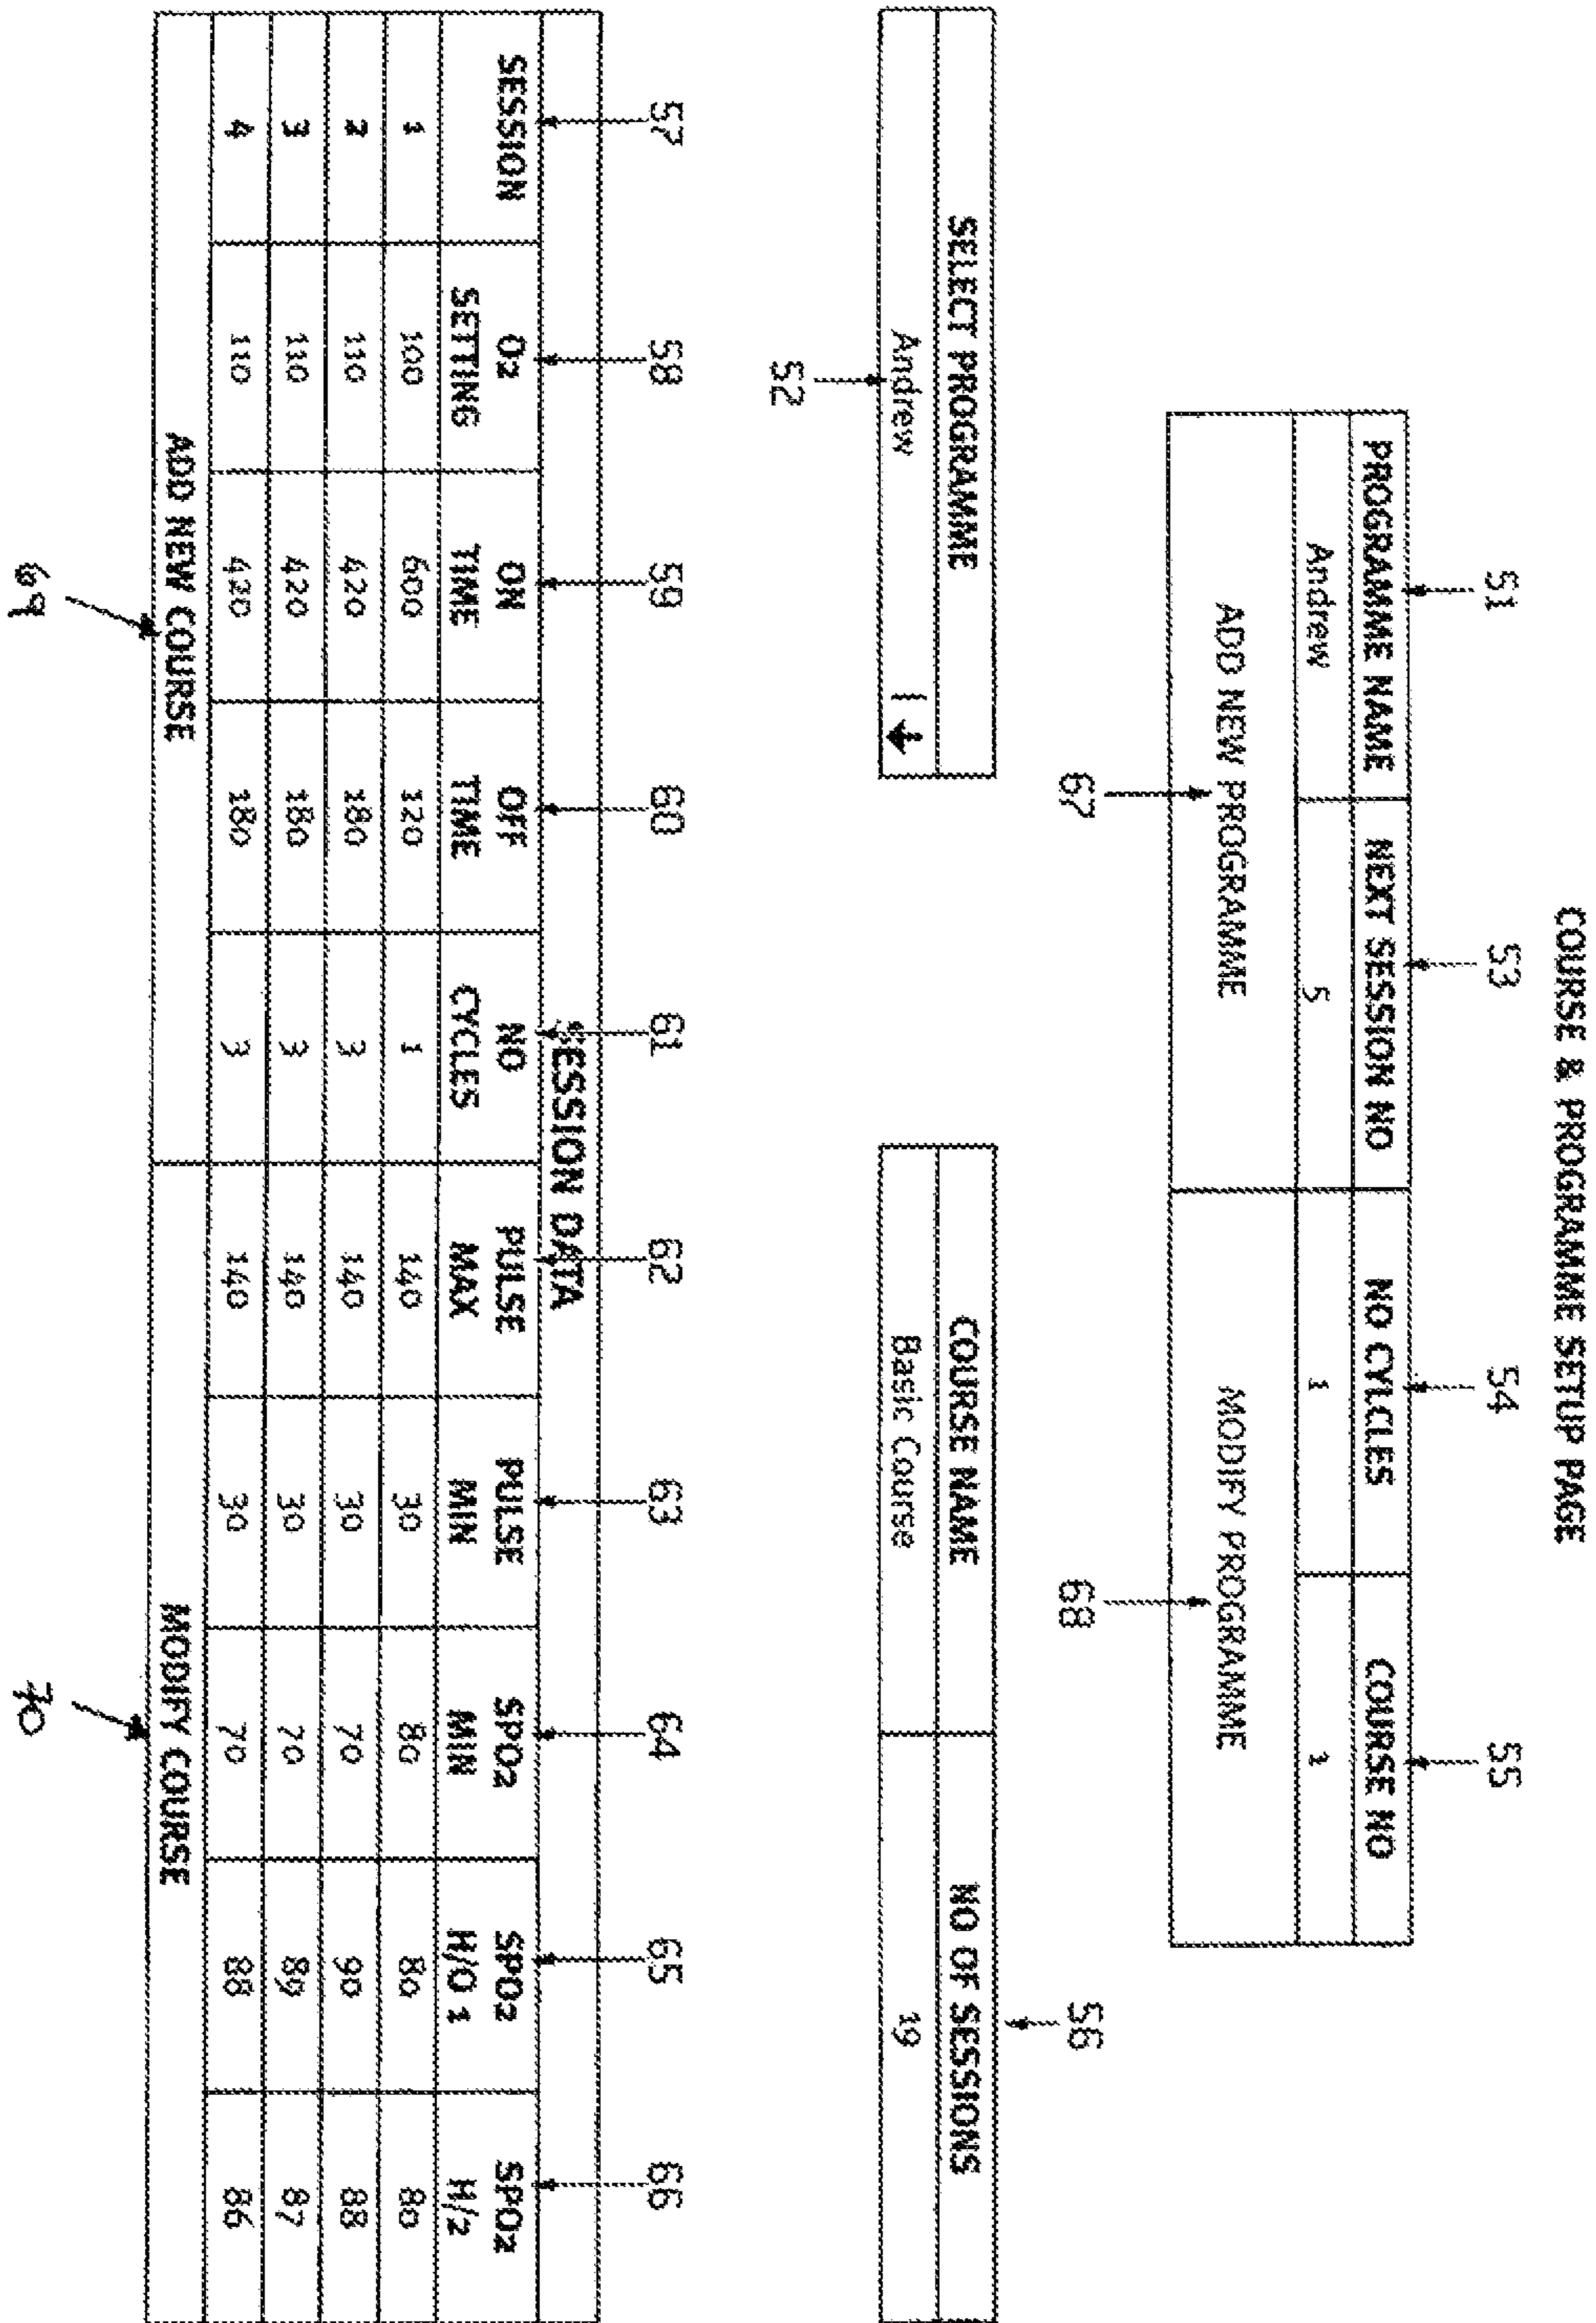 COURSE & PROGRAMME SETUP PAGE
51 53 54 55
PROGRAMME NAME NEXT SESSION NO NO CYLCLES COURSE NO
Andrew 5 1 1
ADD NEW PROGRAMME MODIFY PROGRAMME
67 68
56
SELECT PROGRAMME COURSE NAME NO OF SESSIONS
Andrew Basic Course 19
52
57 58 59 60 61 62 63 64 65 66
SESSION DATA
SESSION O2 SETTING ON TIME OFF TIME NO CYCLES PULSE MAX PULSE MIN SPO2 MIN SPO2 H/O 1 SPO2 H/2
1 100 600 120 1 140 30 80 80 80
2 110 420 180 3 140 30 70 90 88
3 110 420 180 3 140 30 70 89 87
4 110 420 180 3 140 30 70 88 86
ADD NEW COURSE MODIFY COURSE
69 70